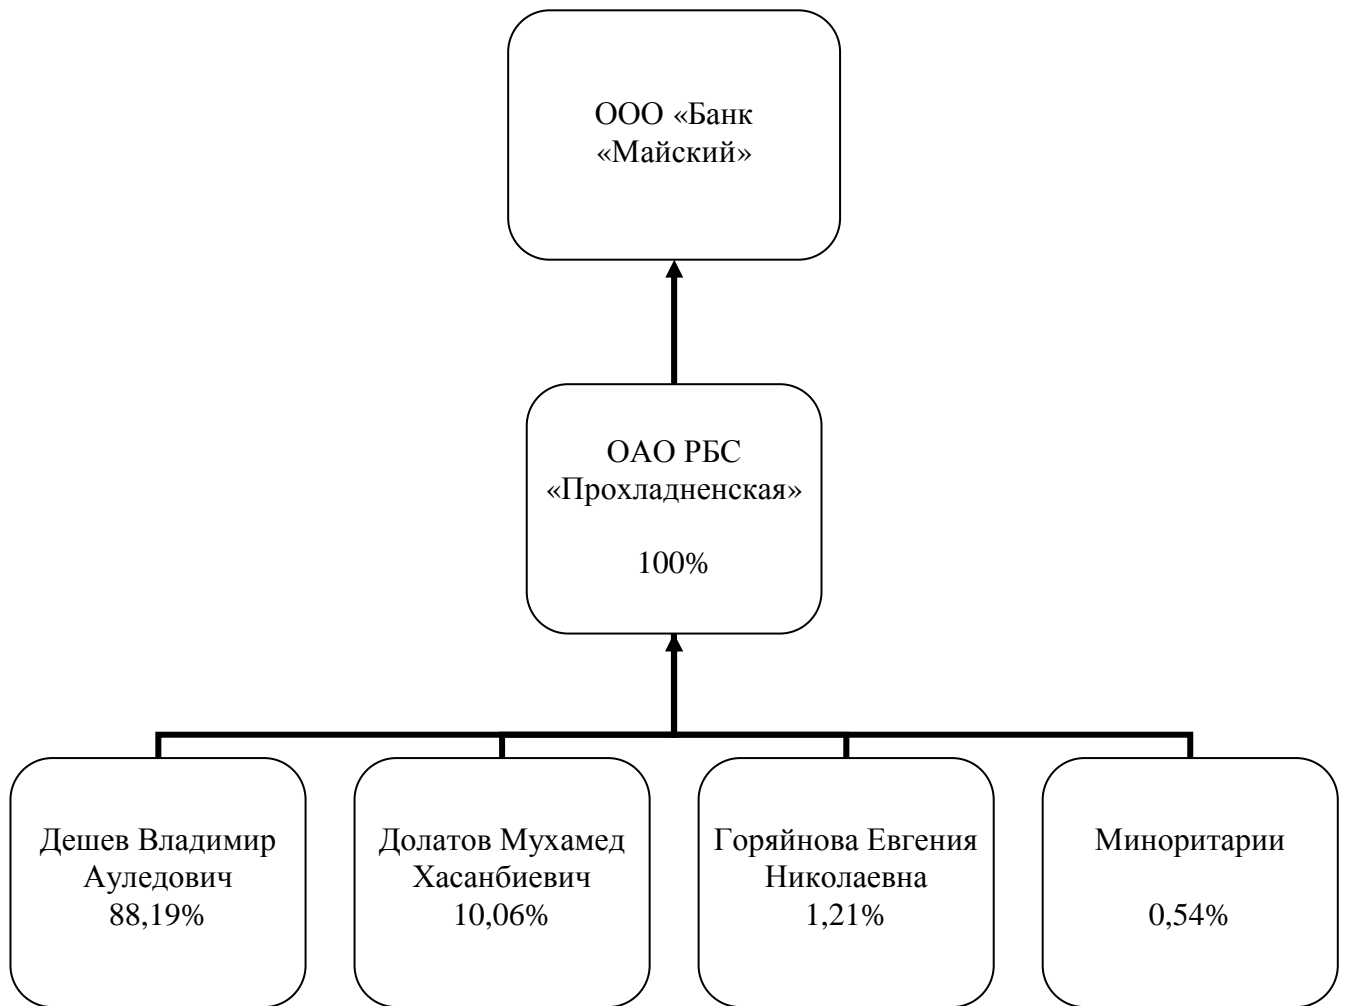 ООО «Банк
«Майский»
ОАО РБС
«Прохладненская»
100%
Дешев Владимир
Ауледович
88,19%
Долатов Мухамед
Хасанбиевич
10,06%
Горяйнова Евгения
Николаевна
1,21%
Миноритарии
0,54%